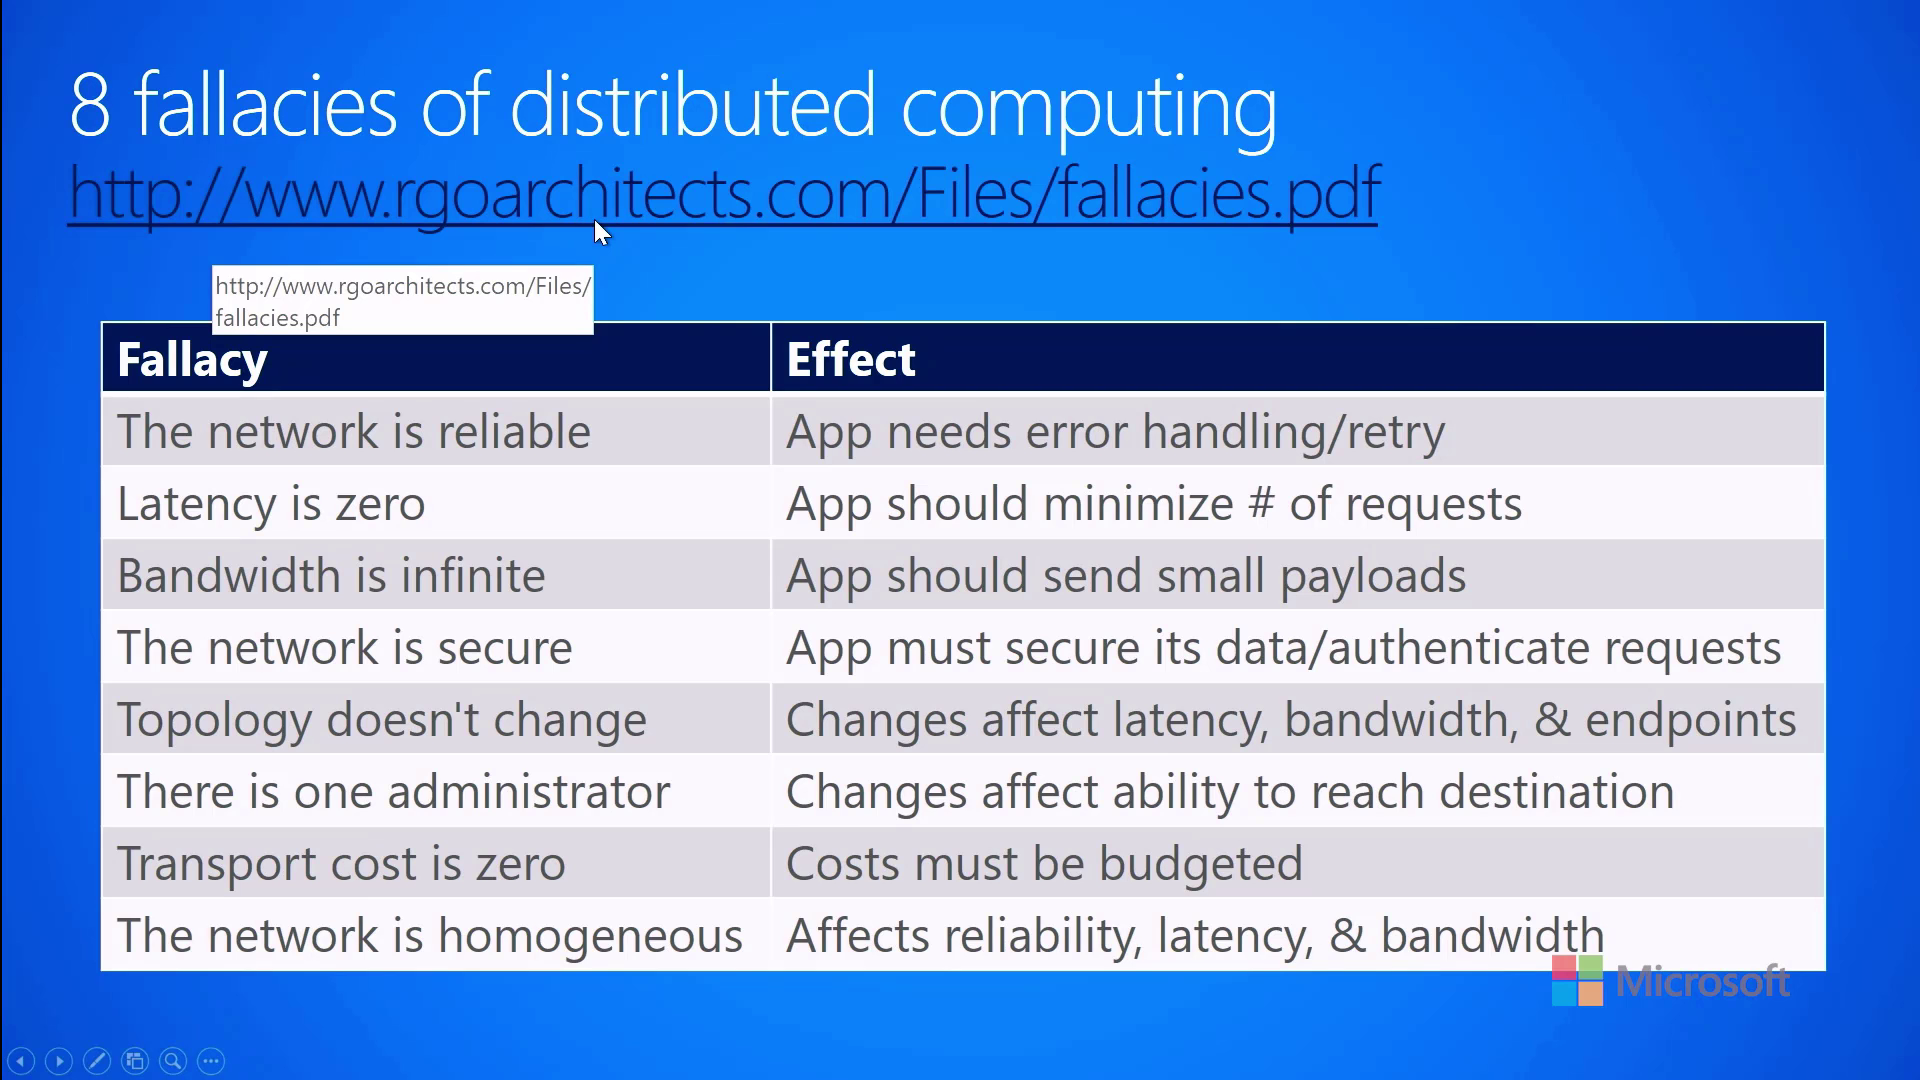 8 fallacies of distributed computing
http://www.rgoarchitects.com/Files/fallacies.pdf
http://www.rgoarchitects.com/Files/
fallacies.pdf
Fallacy Effect
The network is reliable App needs error handling/retry
Latency is zero App should minimize # of requests
Bandwidth is infinite App should send small payloads
The network is secure App must secure its data/authenticate requests
Topology doesn't change Changes affect latency, bandwidth, & endpoints
There is one administrator Changes affect ability to reach destination
Transport cost is zero Costs must be budgeted
The network is homogeneous Affects reliability, latency, & bandwidth
Microsoft